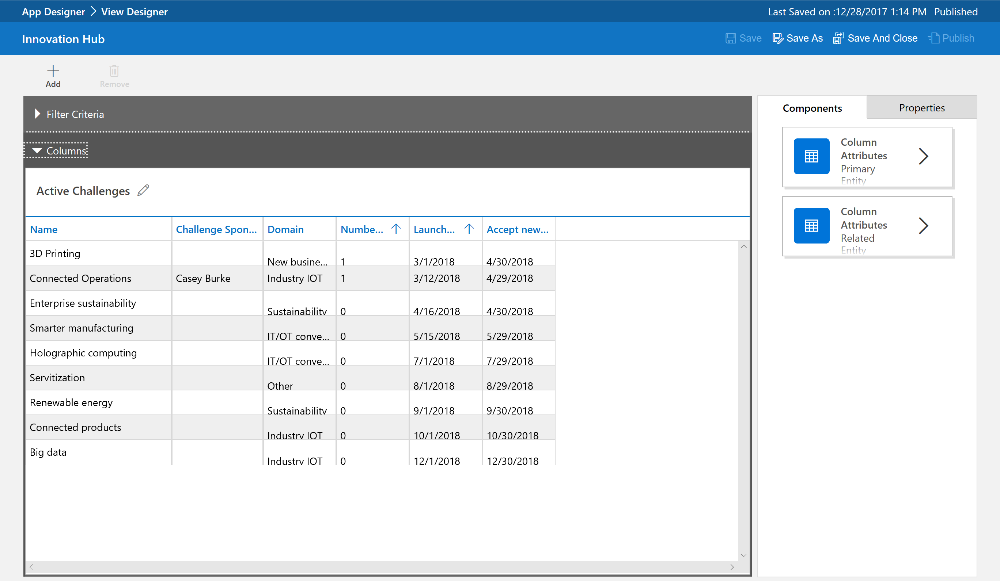 App Designer > View Designer
Last Saved on :12/28/2017 1:14 PM Published
Innovation Hub
Save Save As Save And Close Publish
Add Remove
Filter Criteria
Columns
Active Challenges
Name Challenge Spon... Domain Numbe... Launch... Accept new...
3D Printing New busine... 1 3/1/2018 4/30/2018
Connected Operations Casey Burke Industry IOT 1 3/12/2018 4/29/2018
Enterprise sustainability Sustainability 0 4/16/2018 4/30/2018
Smarter manufacturing IT/OT conve... 0 5/15/2018 5/29/2018
Holographic computing IT/OT conve... 0 7/1/2018 7/29/2018
Servitization Other 0 8/1/2018 8/29/2018
Renewable energy Sustainability 0 9/1/2018 9/30/2018
Connected products Industry IOT 0 10/1/2018 10/30/2018
Big data Industry IOT 0 12/1/2018 12/30/2018
Components Properties
Column
Attributes
Primary
Entity
Column
Attributes
Related
Entity